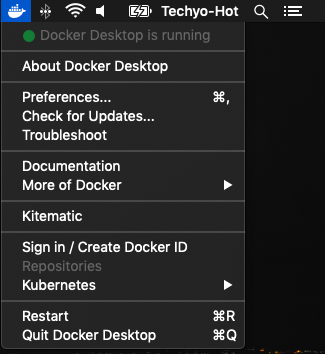 Techyo-Hot
Docker Desktop is running
About Docker Desktop
Preferences... ⌘,
Check for Updates...
Troubleshoot
Documentation
More of Docker
Kitematic
Sign in / Create Docker ID
Repositories
Kubernetes
Restart ⌘R
Quit Docker Desktop ⌘Q